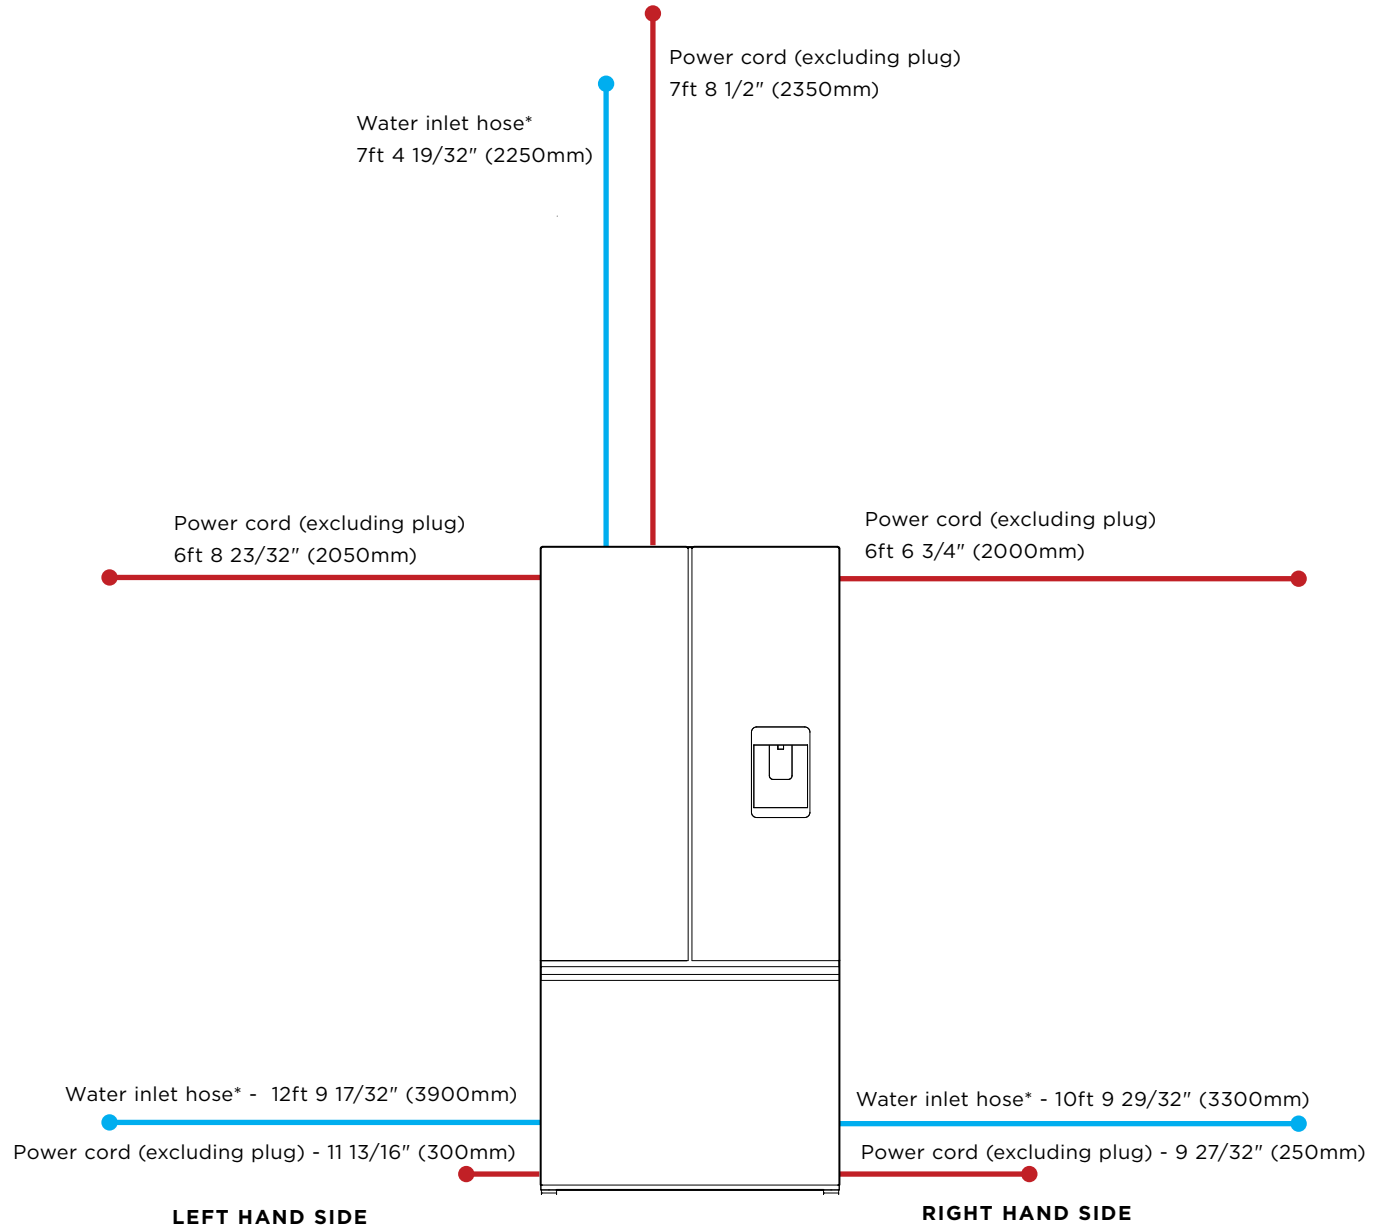 Power cord (excluding plug)
7ft 8 1/2" (2350mm)
Water inlet hose*
7ft 4 19/32" (2250mm)
Power cord (excluding plug)
6ft 8 23/32" (2050mm)
Power cord (excluding plug)
6ft 6 3/4" (2000mm)
Water inlet hose* - 12ft 9 17/32" (3900mm)
Water inlet hose* - 10ft 9 29/32" (3300mm)
Power cord (excluding plug) - 11 13/16" (300mm)
Power cord (excluding plug) - 9 27/32" (250mm)
LEFT HAND SIDE
RIGHT HAND SIDE